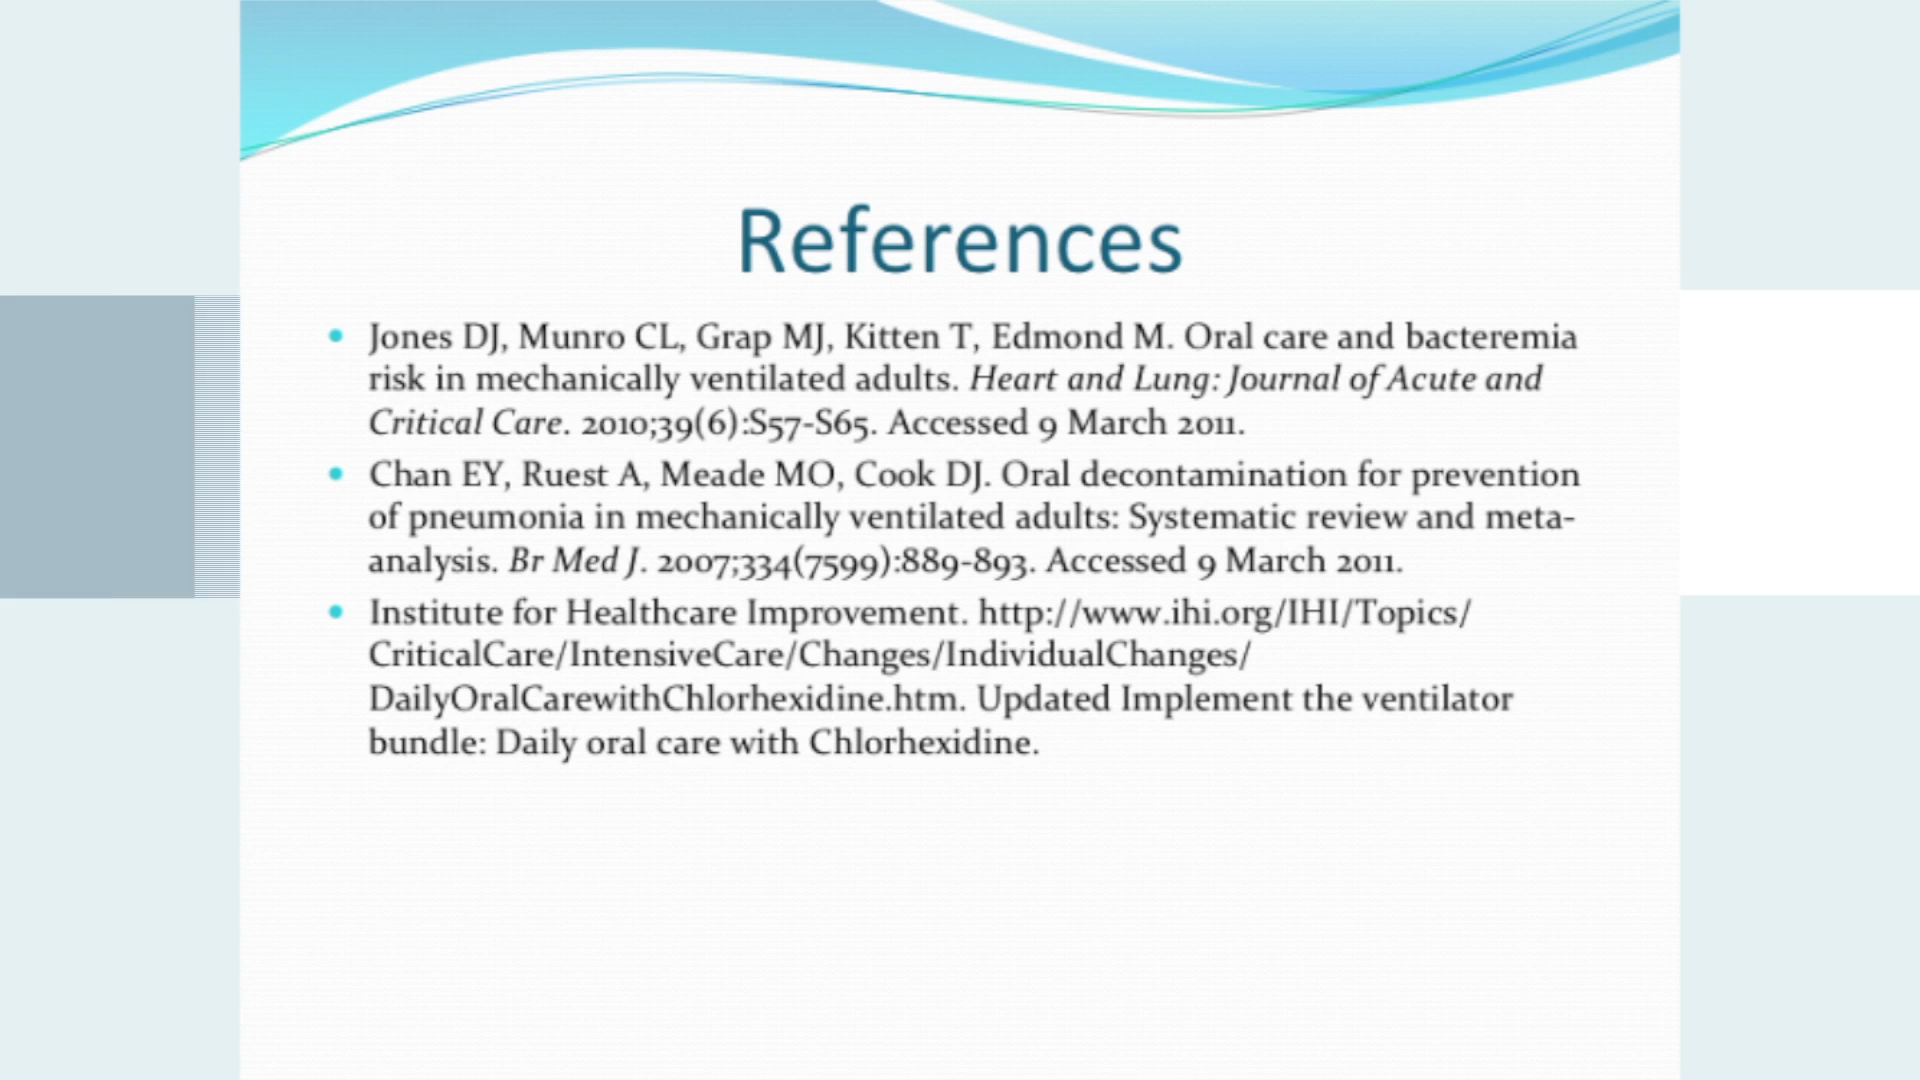 References
• Jones DJ, Munro CL, Grap MJ, Kitten T, Edmond M. Oral care and bacteremia
risk in mechanically ventilated adults. Heart and Lung: Journal of Acute and
Critical Care. 2010;39(6):S57-S65. Accessed 9 March 2011.
• Chan EY, Ruest A, Meade MO, Cook DJ. Oral decontamination for prevention
of pneumonia in mechanically ventilated adults: Systematic review and meta-
analysis. Br Med J. 2007;334(7599):889-893. Accessed 9 March 2011.
• Institute for Healthcare Improvement. http://www.ihi.org/IHI/Topics/
CriticalCare/IntensiveCare/Changes/IndividualChanges/
DailyOralCarewithChlorhexidine.htm. Updated Implement the ventilator
bundle: Daily oral care with Chlorhexidine.